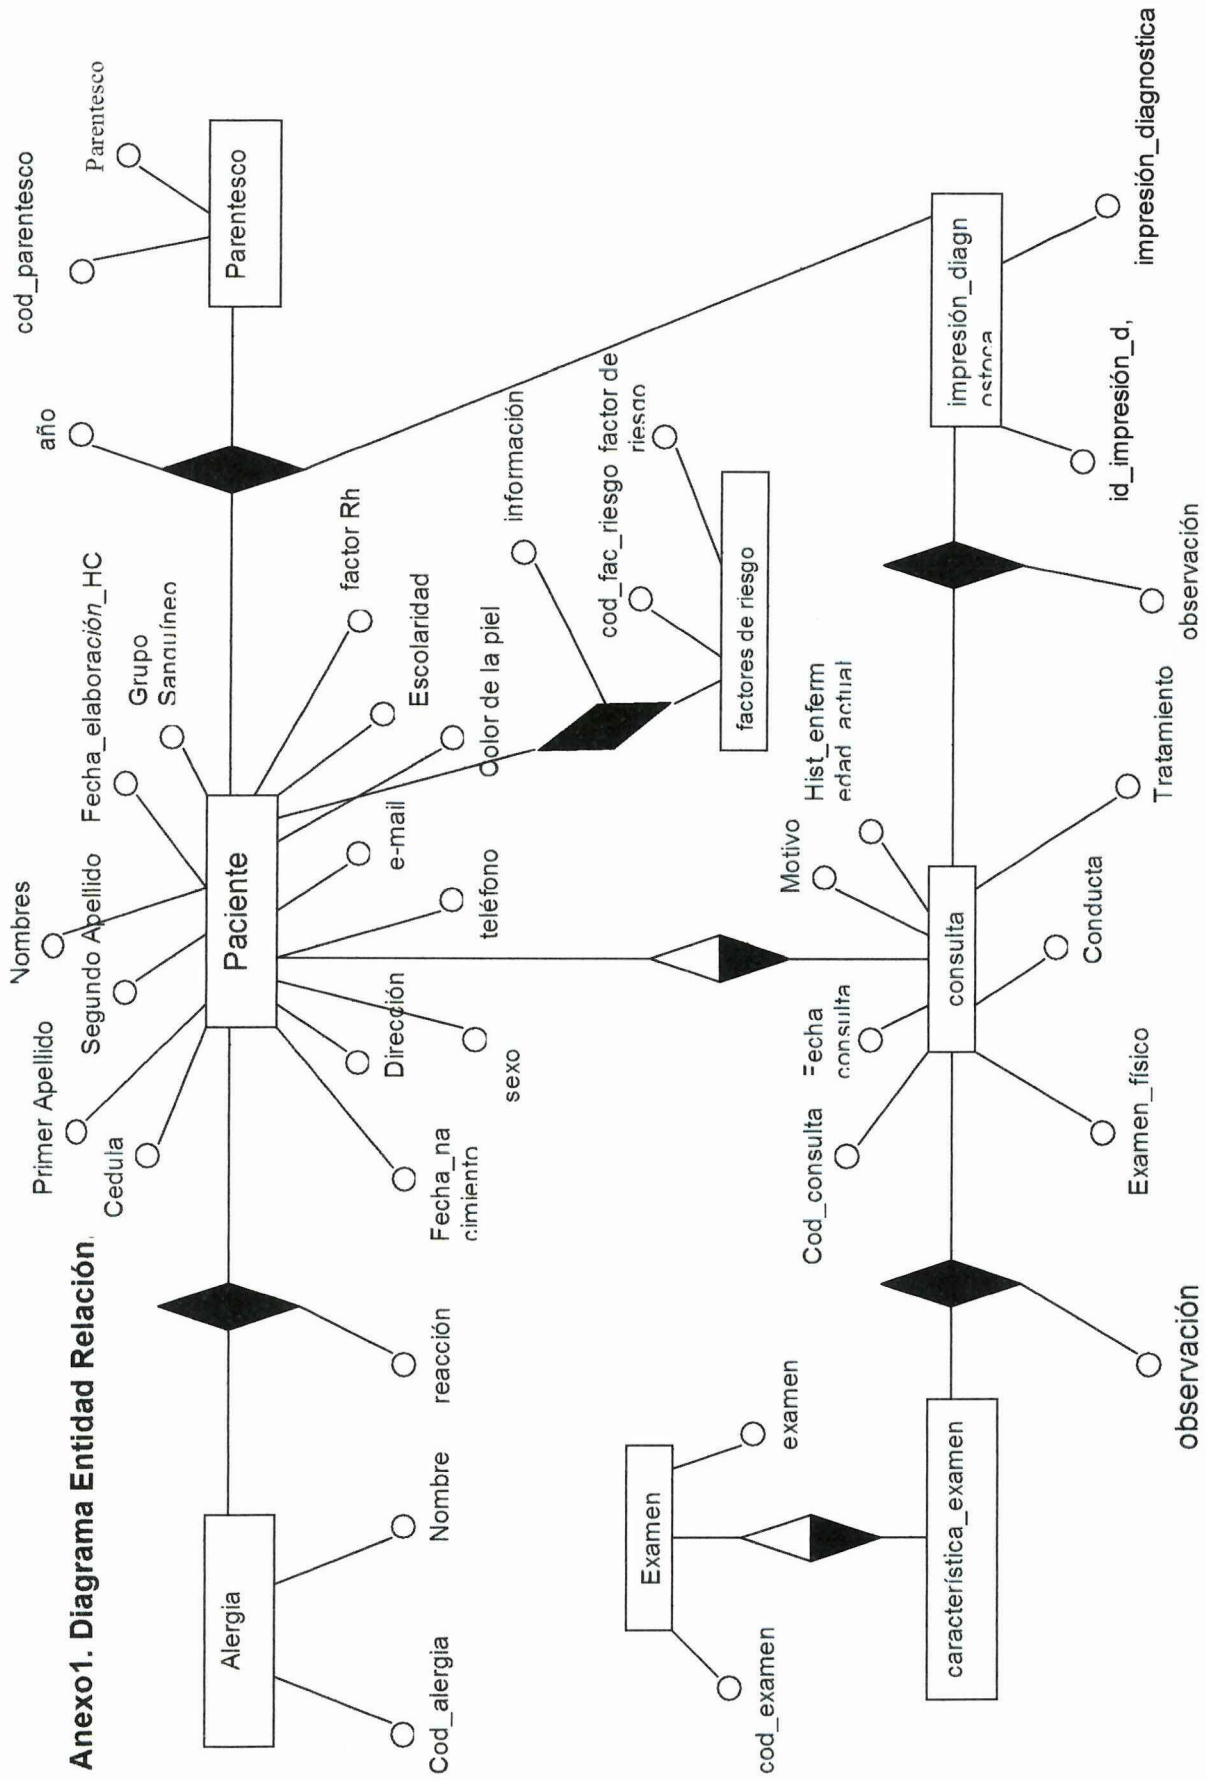 Anexo1. Diagrama Entidad Relación.
Nombres
Primer Apellido
Segundo Apellido
Cedula
Fecha_elaboración_HC
Grupo
Sanguíneo
año
cod_parentesco
Parentesco
Parentesco
Alergia
Cod_alergia
Nombre
reacción
Paciente
Fecha_na
cimiento
Dirección
sexo
teléfono
e-mail
Color de la piel
Escolaridad
factor Rh
información
cod_fac_riesgo
factor de
riesgo
factores de riesgo
Examen
cod_examen
examen
característica_examen
observación
Cod_consulta
Fecha
consulta
Motivo
Hist_enferm
edad actual
consulta
Examen_físico
Conducta
Tratamiento
observación
impresión_diagn
ostoca
id_impresión_d,
impresión_diagnostica